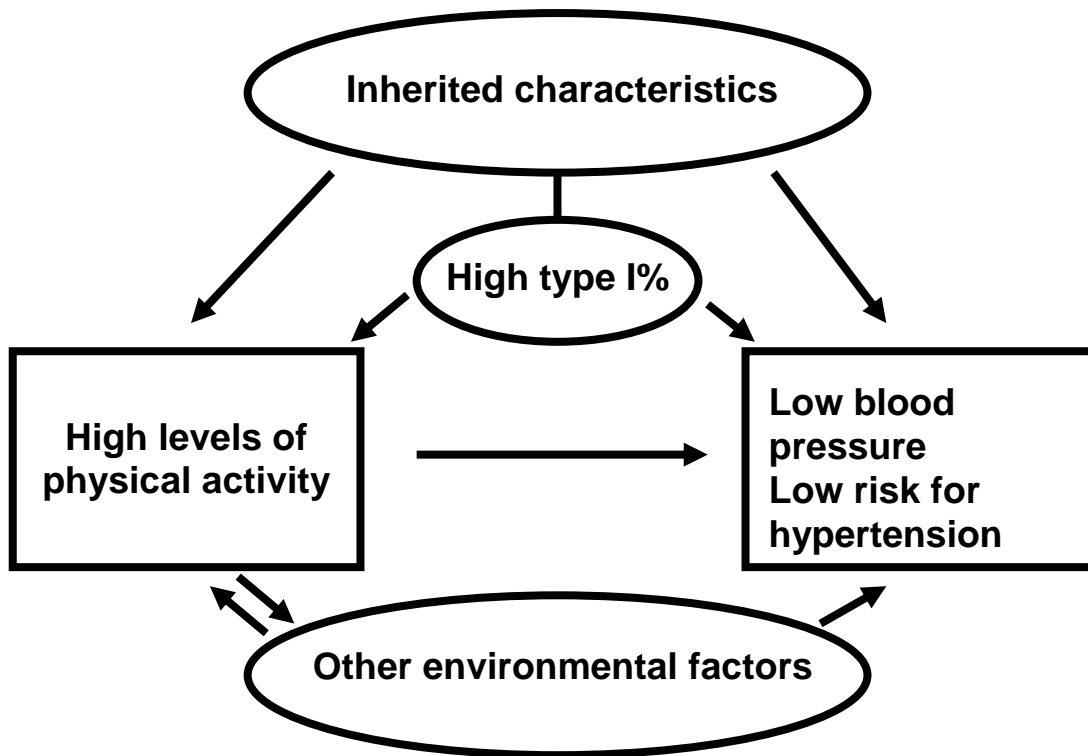 Inherited characteristics
High type I%
High levels of
physical activity
Low blood
pressure
Low risk for
hypertension
Other environmental factors